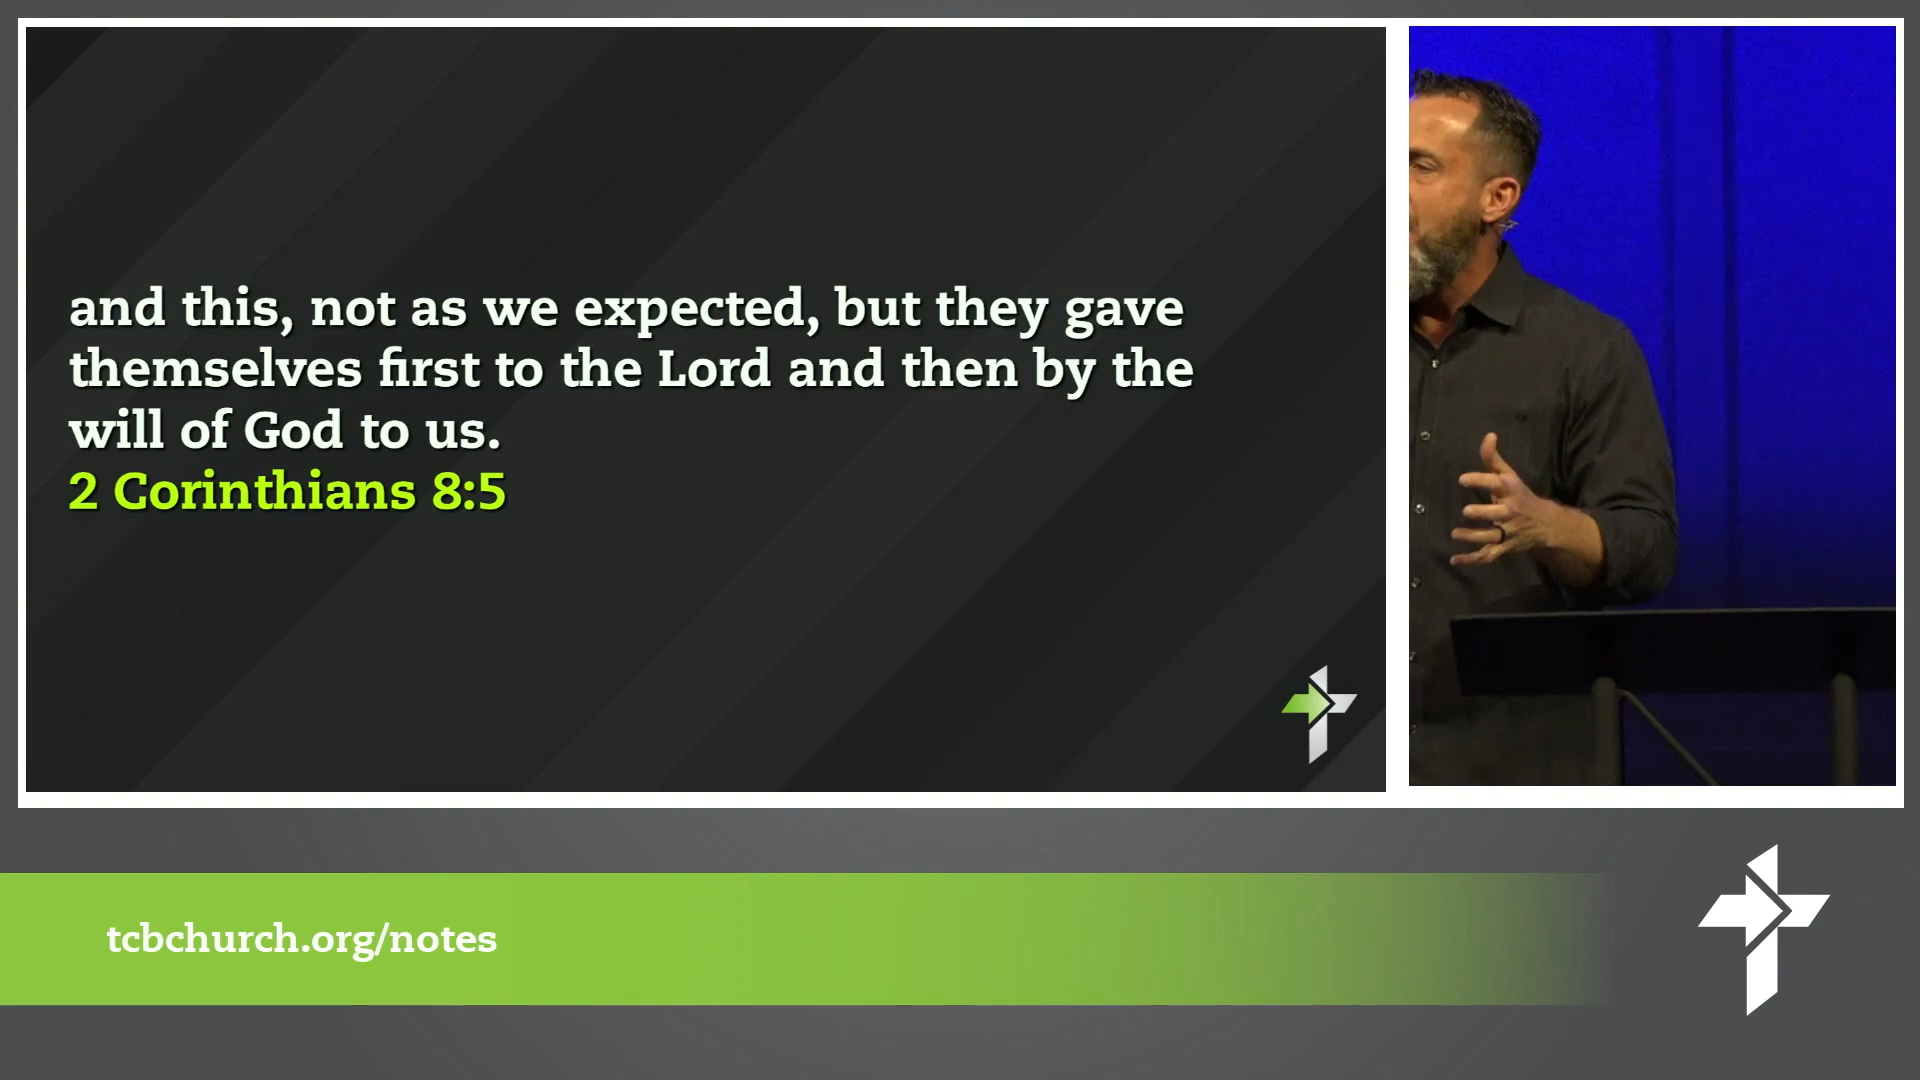 and this, not as we expected, but they gave
themselves first to the Lord and then by the
will of God to us.
2 Corinthians 8:5
tcbchurch.org/notes